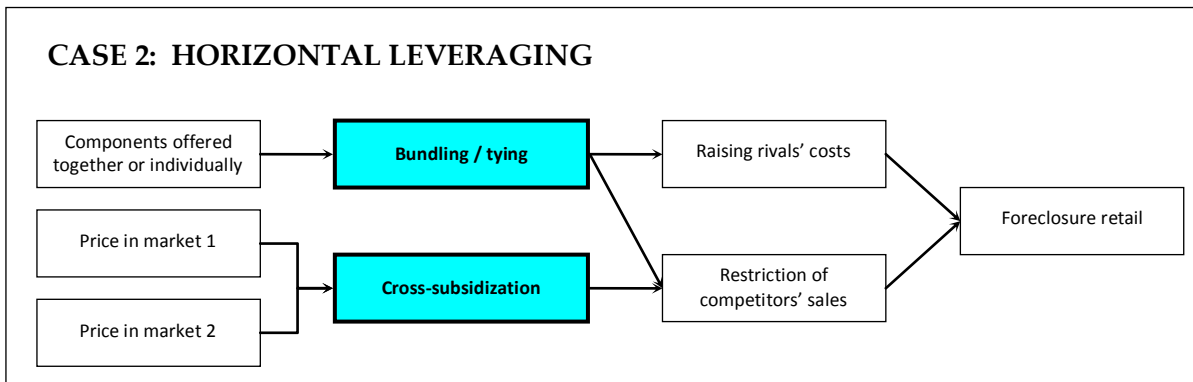 CASE 2: HORIZONTAL LEVERAGING
Components offered
together or individually
Bundling / tying
Raising rivals’ costs
Foreclosure retail
Price in market 1
Cross-subsidization
Restriction of
competitors’ sales
Price in market 2